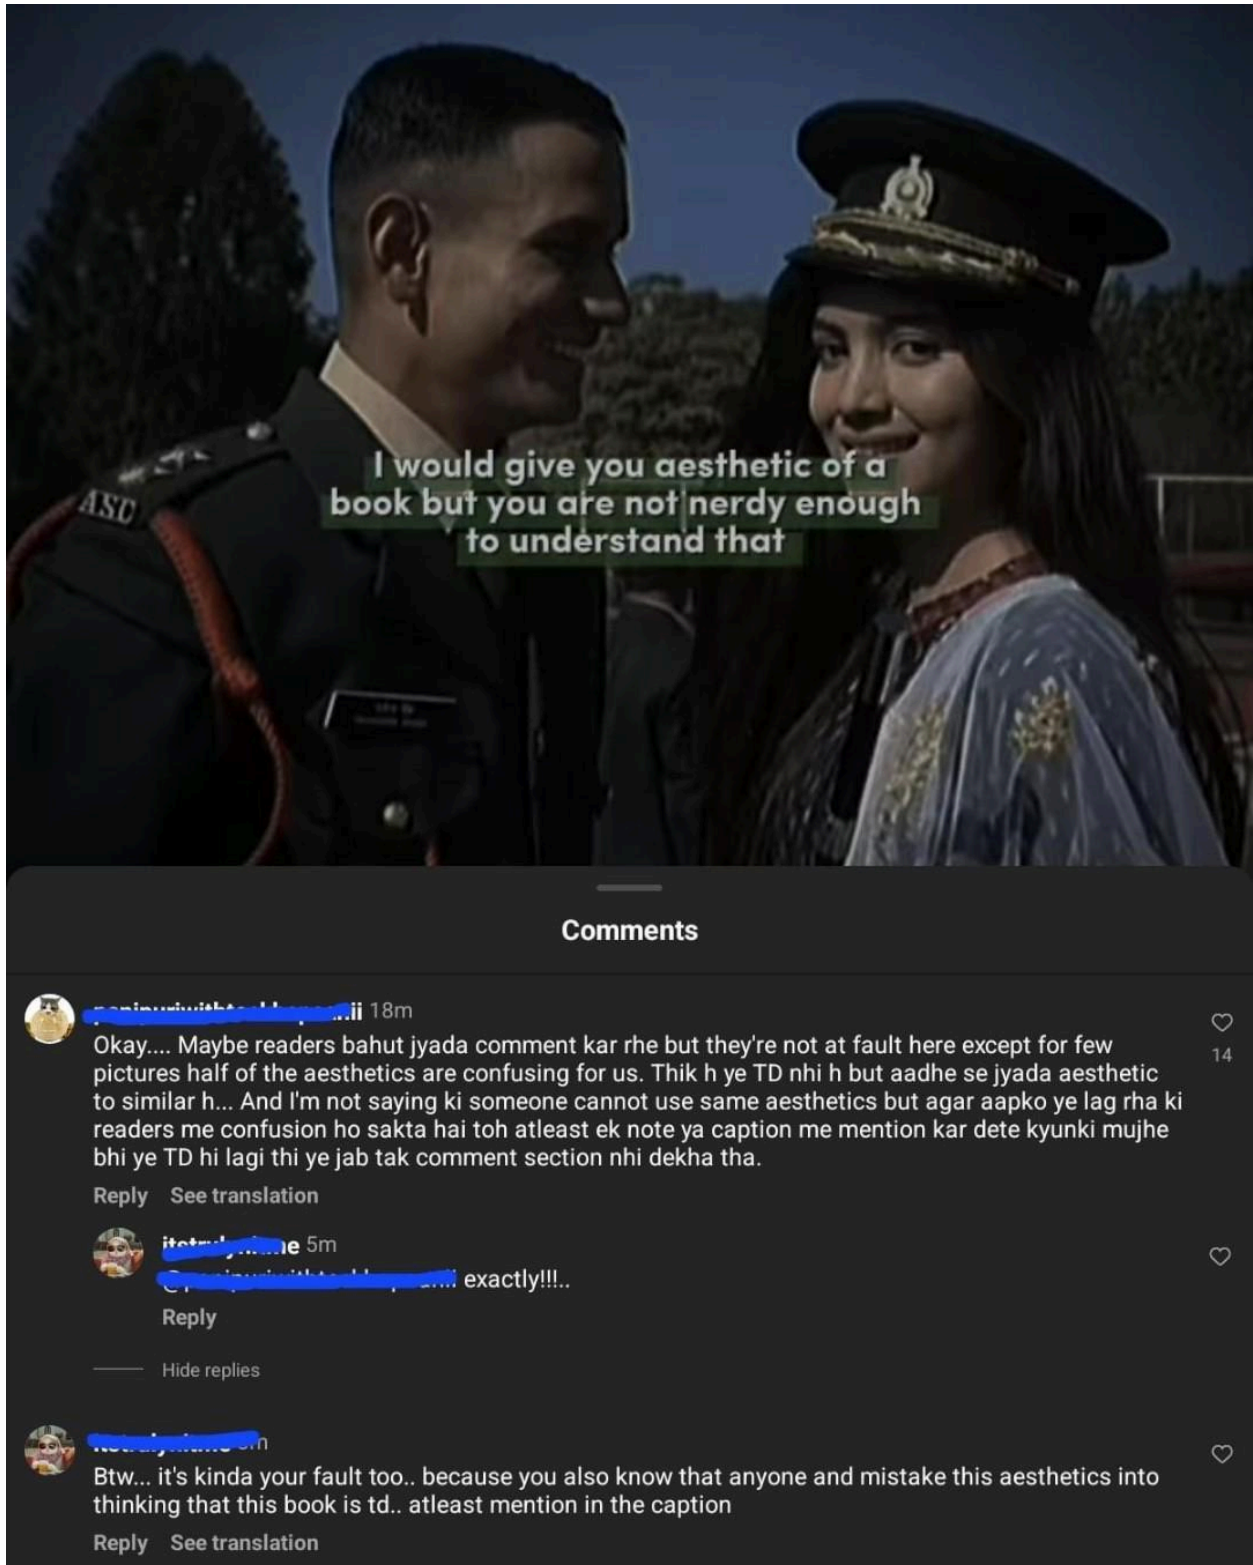 I would give you aesthetic of a
book but you are not nerdy enough
to understand that
ASC
Comments
18m
Okay.... Maybe readers bahut jyada comment kar rhe but they're not at fault here except for few
pictures half of the aesthetics are confusing for us. Thik h ye TD nhi h but aadhe se jyada aesthetic
to similar h... And I'm not saying ki someone cannot use same aesthetics but agar aapko ye lag rha ki
readers me confusion ho sakta hai toh atleast ek note ya caption me mention kar dete kyunki mujhe
bhi ye TD hi lagi thi ye jab tak comment section nhi dekha tha.
14
Reply See translation
5m
exactly!!!..
Reply
Hide replies
Btw... it's kinda your fault too.. because you also know that anyone and mistake this aesthetics into
thinking that this book is td.. atleast mention in the caption
Reply See translation